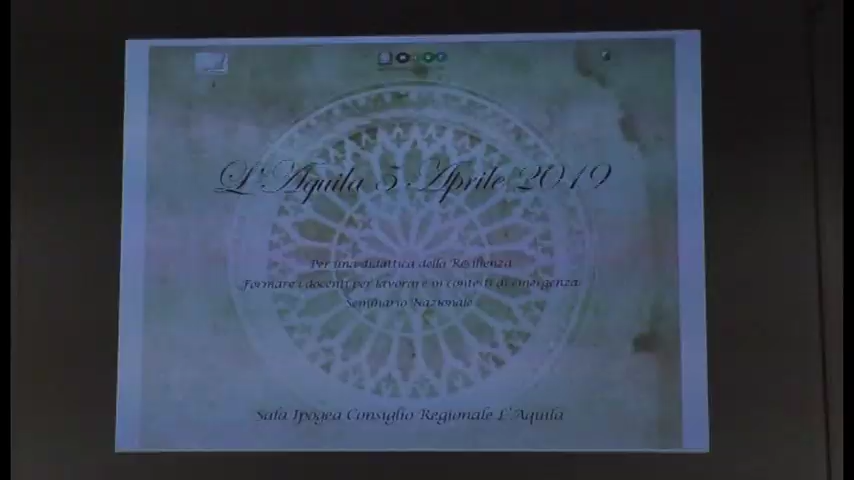 L'Aquila 5 Aprile 2019
Per una didattica della Resilienza
Formare i docenti per lavorare in contesti di emergenza
Seminario Nazionale
Sala Ipogea Consiglio Regionale L'Aquila